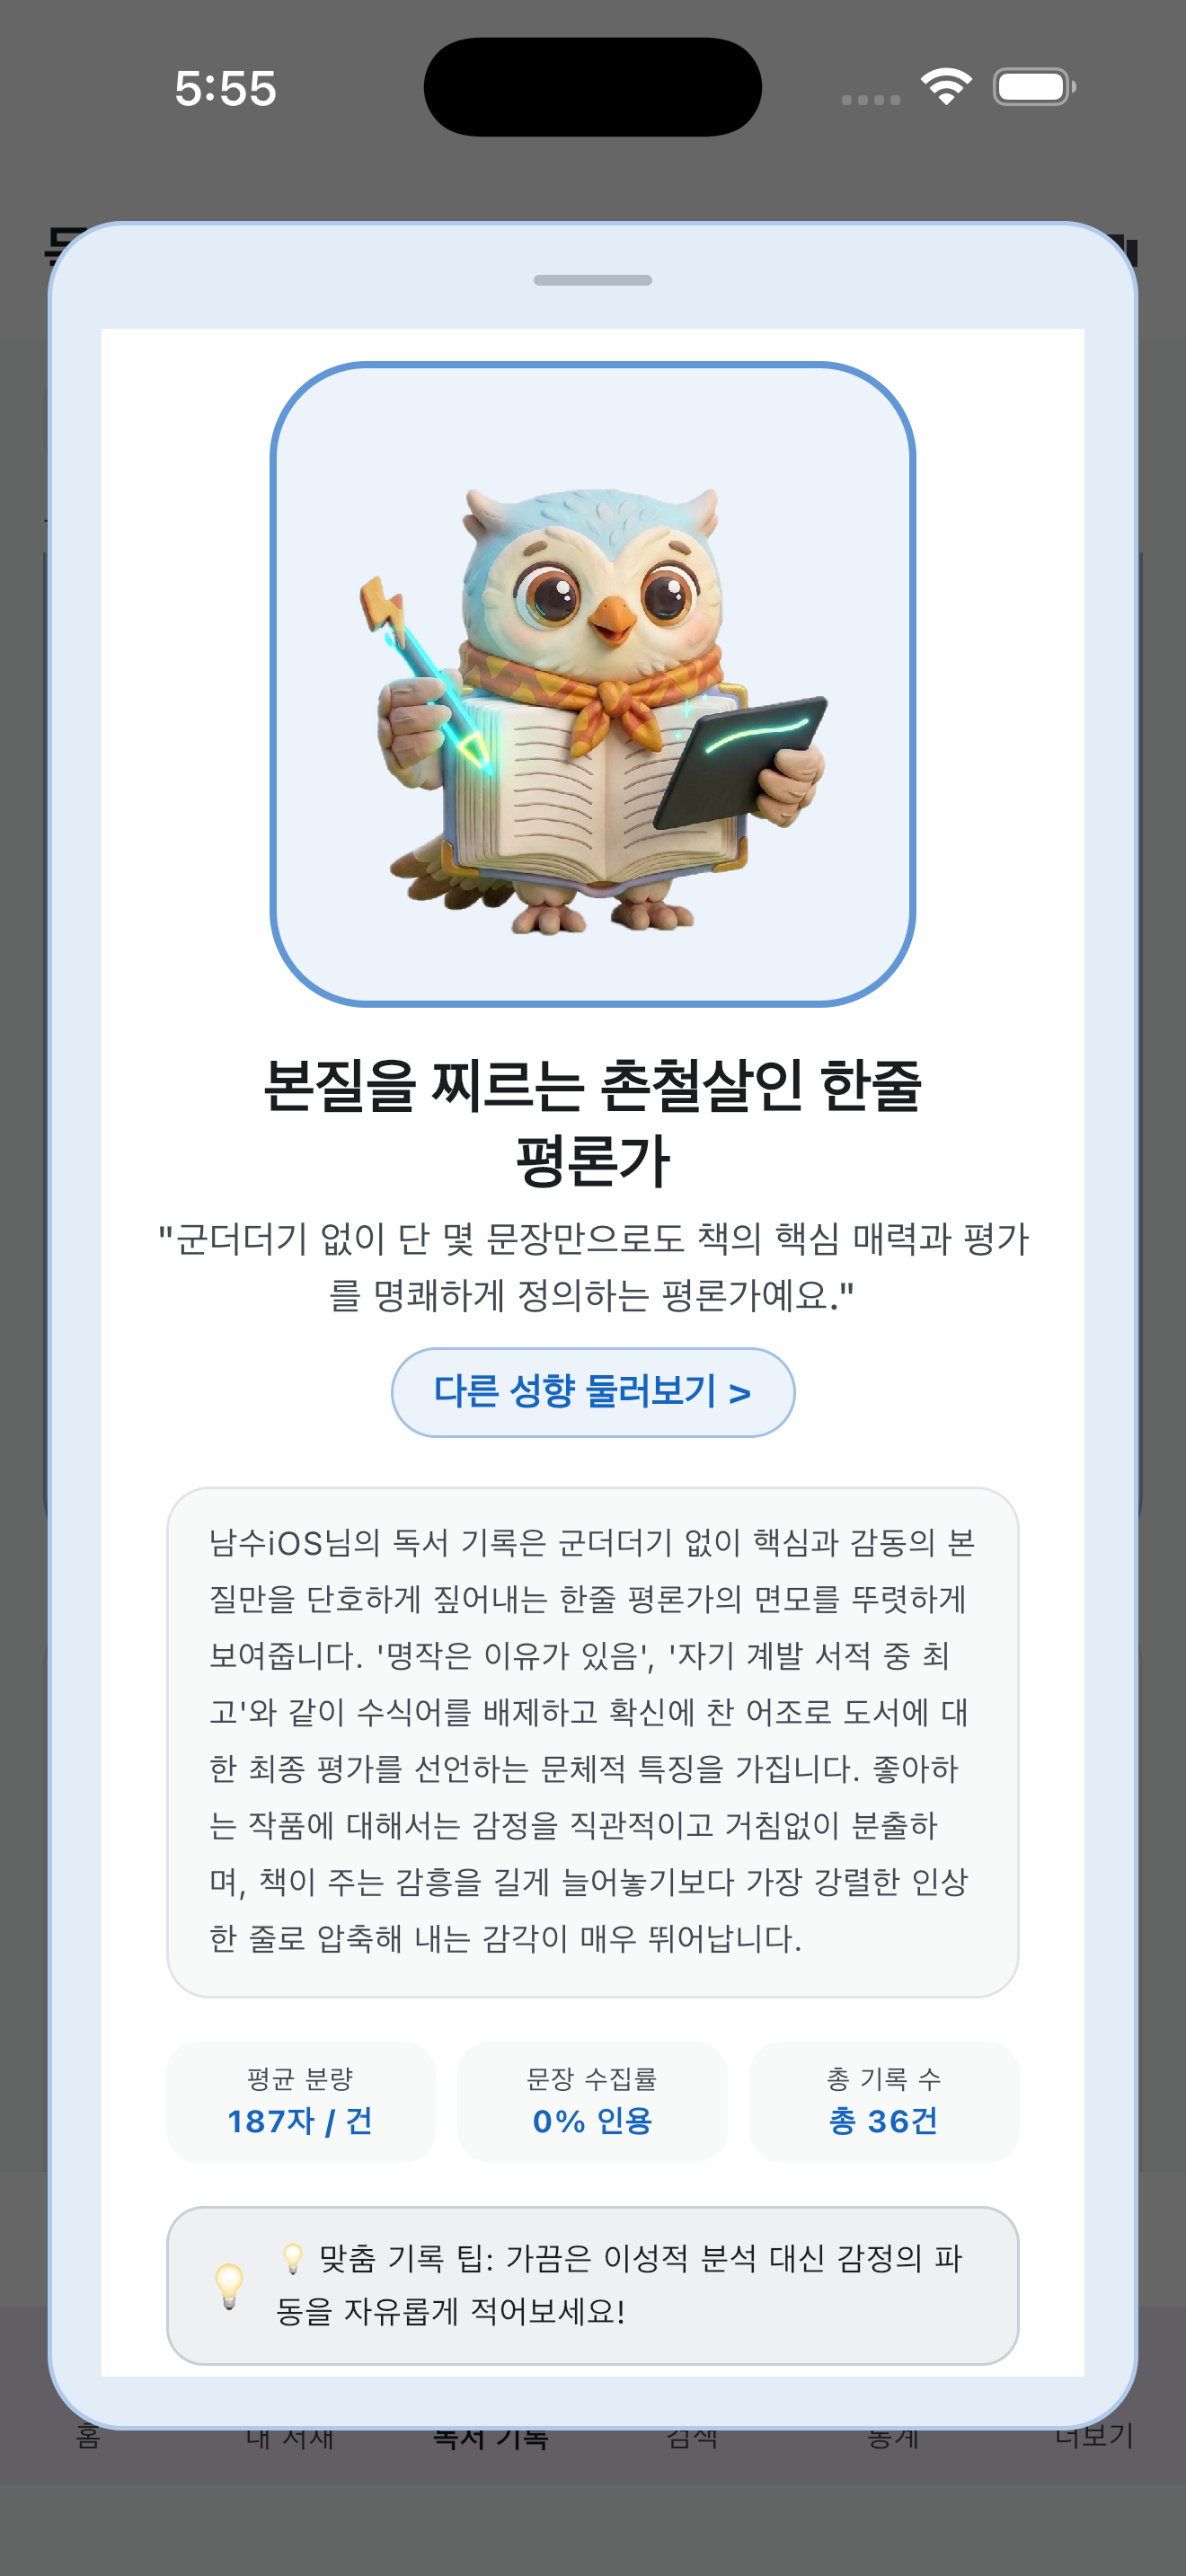 5:55
본질을 찌르는 촌철살인 한줄
평론가
"군더더기 없이 단 몇 문장만으로도 책의 핵심 매력과 평가
를 명쾌하게 정의하는 평론가예요."
다른 성향 둘러보기 >
남수iOS님의 독서 기록은 군더더기 없이 핵심과 감동의 본
질만을 단호하게 짚어내는 한줄 평론가의 면모를 뚜렷하게
보여줍니다. '명작은 이유가 있음', '자기 계발 서적 중 최
고'와 같이 수식어를 배제하고 확신에 찬 어조로 도서에 대
한 최종 평가를 선언하는 문체적 특징을 가집니다. 좋아하
는 작품에 대해서는 감정을 직관적이고 거침없이 분출하
며, 책이 주는 감흥을 길게 늘어놓기보다 가장 강렬한 인상
한 줄로 압축해 내는 감각이 매우 뛰어납니다.
평균 분량 문장 수집률 총 기록 수
187자 / 건 0% 인용 총 36건
💡 💡 맞춤 기록 팁: 가끔은 이성적 분석 대신 감정의 파
동을 자유롭게 적어보세요!
홈 내 서재 독서 기록 검색 통계 더보기